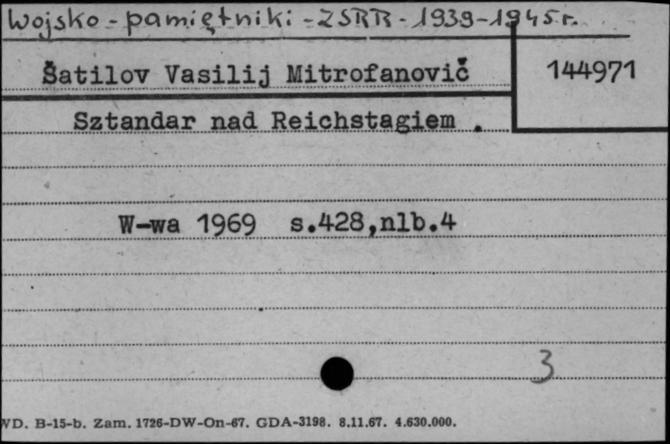 Wojsko - pamiętniki - ZSRR - 1939-1945 r.
Šatilov Vasilij Mitrofanovič 144971
Sztandar nad Reichstagiem .
W-wa 1969 s.428,nlb.4
3
WD. B-15-b. Zam. 1726-DW-On-67. GDA-3198. 8.11.67. 4.630.000.